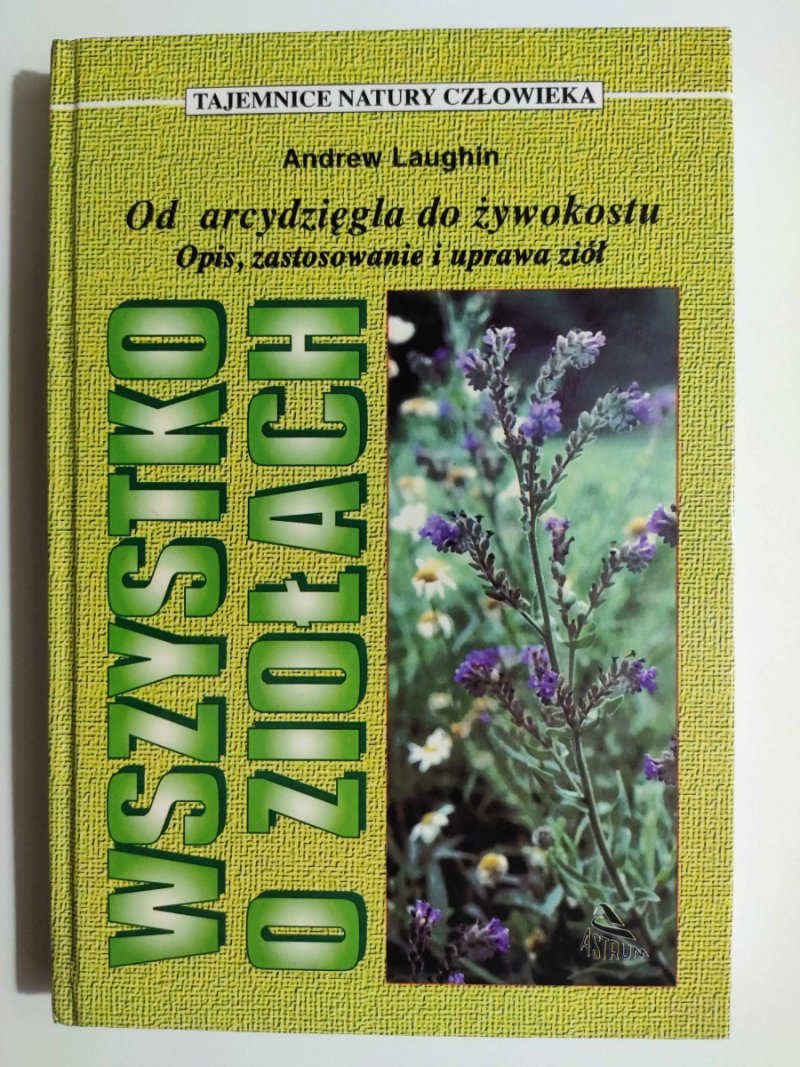 TAJEMNICE NATURY CZŁOWIEKA
Andrew Laughin
Od arcydzięgla do żywokostu
Opis, zastosowanie i uprawa ziół
WSZYSTKO
O ZIOŁACH
ASTRUM